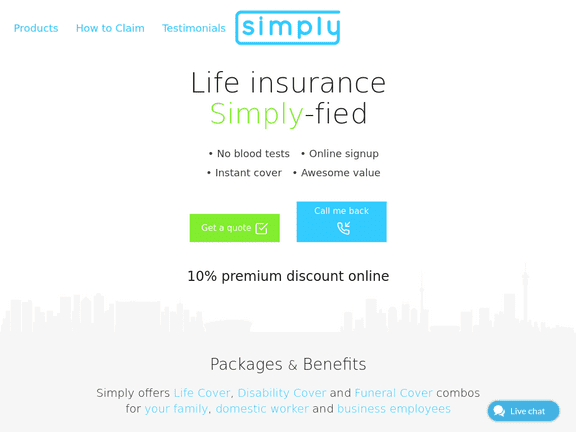 Products How to Claim Testimonials simply
Life insurance
Simply-fied
• No blood tests • Online signup
• Instant cover • Awesome value
Get a quote Call me back
10% premium discount online
Packages & Benefits
Simply offers Life Cover, Disability Cover and Funeral Cover combos
for your family, domestic worker and business employees
Live chat